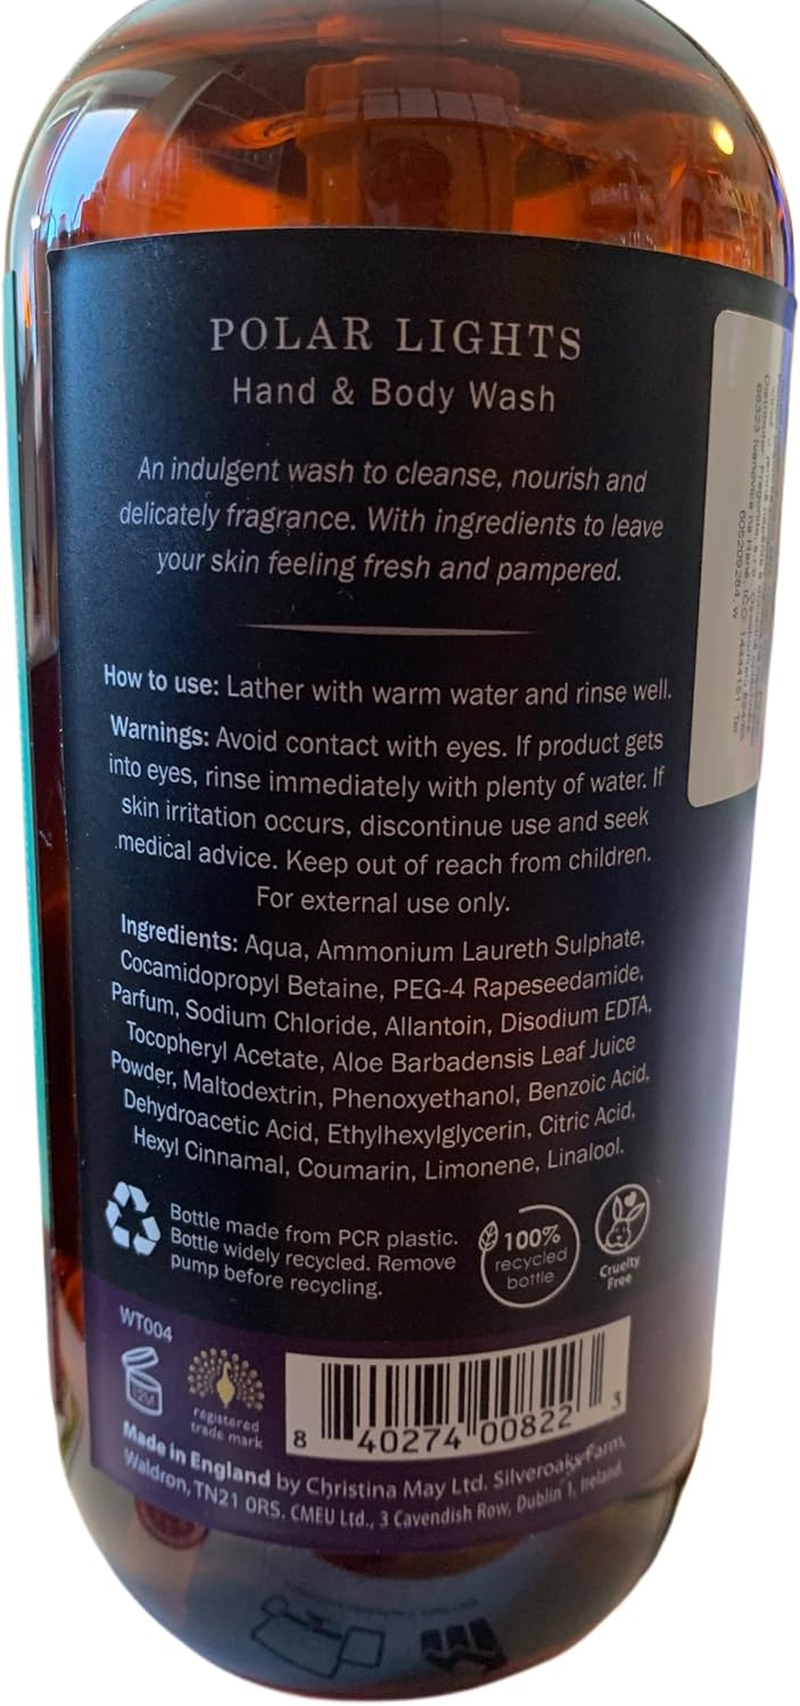 POLAR LIGHTS
Hand & Body Wash
An indulgent wash to cleanse, nourish and
delicately fragrance. With ingredients to leave
your skin feeling fresh and pampered.
How to use: Lather with warm water and rinse well.
Warnings: Avoid contact with eyes. If product gets
into eyes, rinse immediately with plenty of water. If
skin irritation occurs, discontinue use and seek
medical advice. Keep out of reach from children.
For external use only.
Ingredients: Aqua, Ammonium Laureth Sulphate,
Cocamidopropyl Betaine, PEG-4 Rapeseedamide,
Parfum, Sodium Chloride, Allantoin, Disodium EDTA,
Tocopheryl Acetate, Aloe Barbadensis Leaf Juice
Powder, Maltodextrin, Phenoxyethanol, Benzoic Acid,
Dehydroacetic Acid, Ethylhexylglycerin, Citric Acid,
Hexyl Cinnamal, Coumarin, Limonene, Linalool.
Bottle made from PCR plastic.
Bottle widely recycled. Remove
pump before recycling.
100%
recycled
bottle
Cruelty
Free
WT004
12M
registered
trade mark
8 40274 00822 3
Made in England by Christina May Ltd. Silveroaks Farm,
Waldron, TN21 0RS. CMEU Ltd., 3 Cavendish Row, Dublin 1, Ireland.